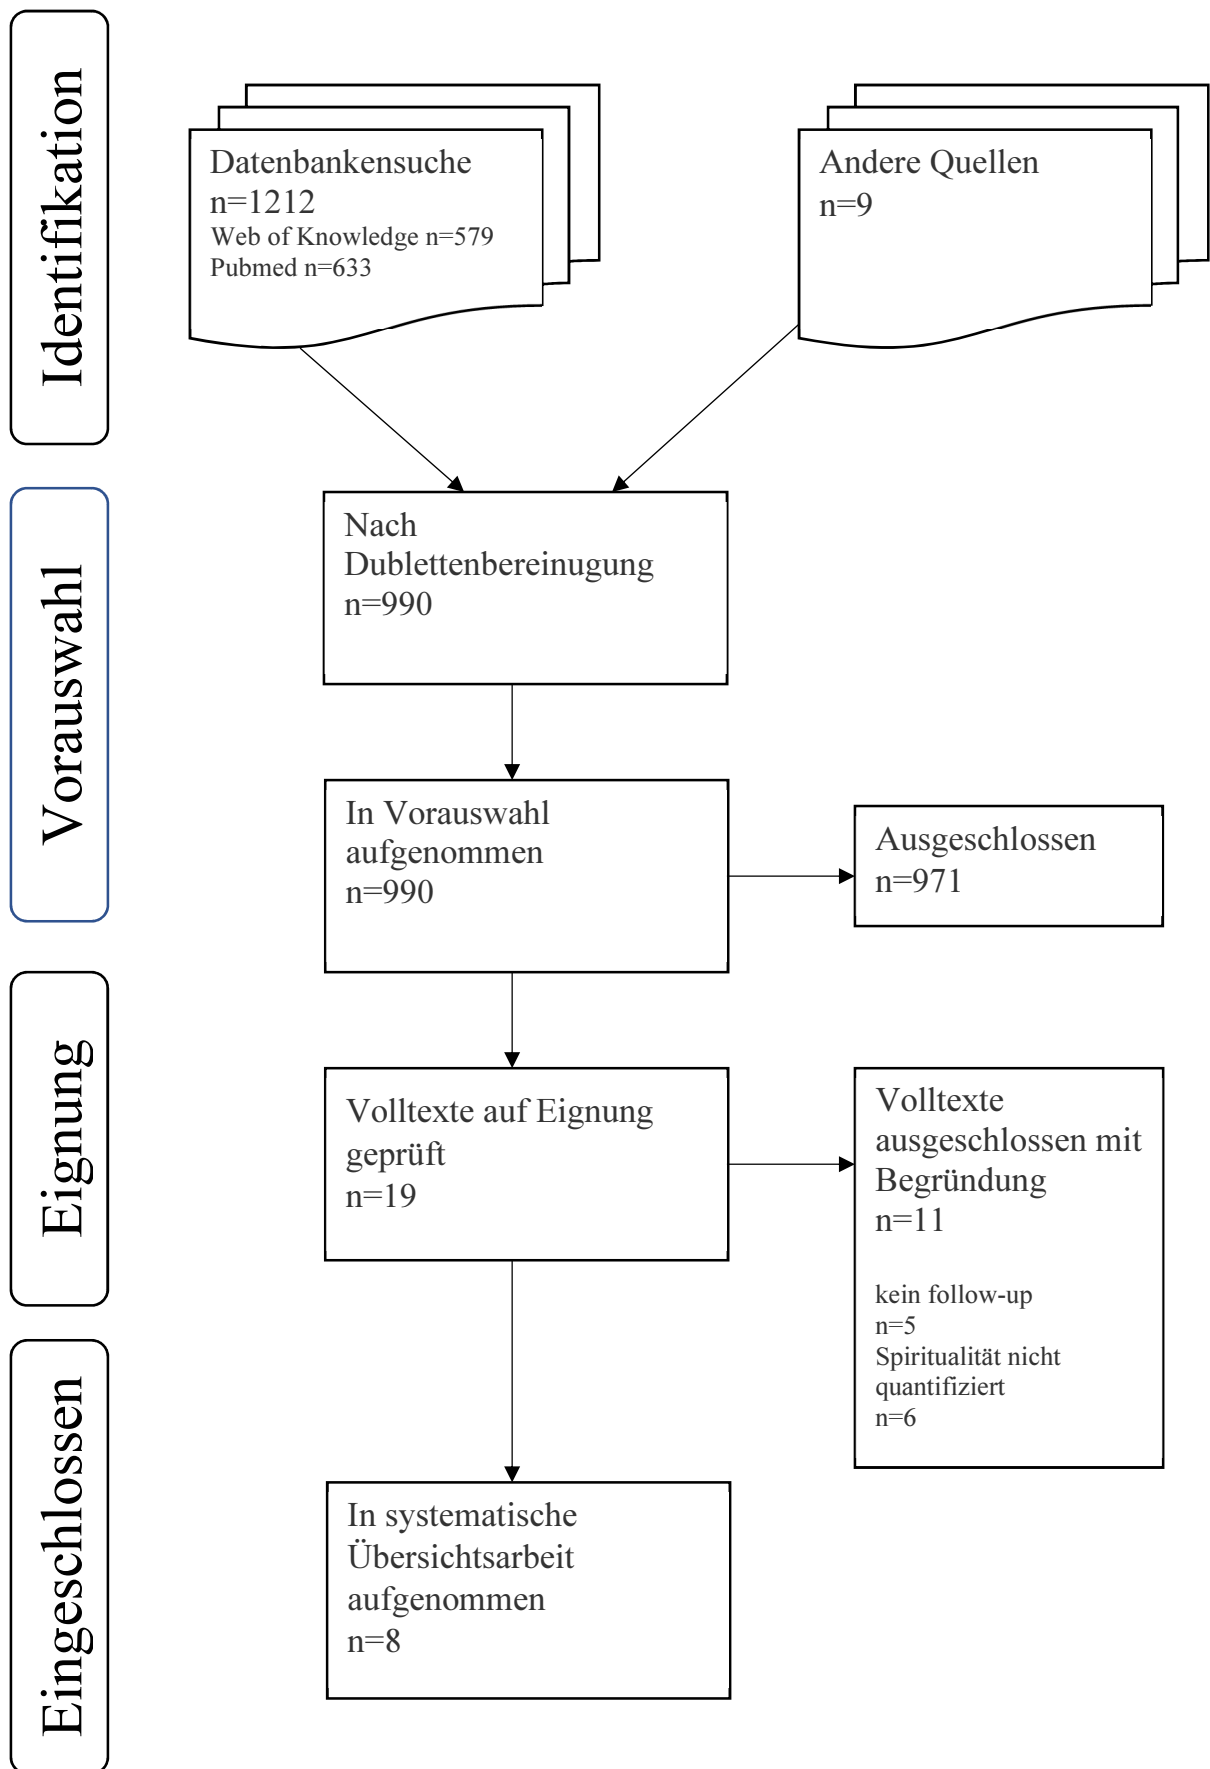 Identifikation
Datenbankensuche
n=1212
Web of Knowledge n=579
Pubmed n=633
Andere Quellen
n=9
Vorauswahl
Nach
Dublettenbereinugung
n=990
In Vorauswahl
aufgenommen
n=990
Ausgeschlossen
n=971
Eignung
Volltexte auf Eignung
geprüft
n=19
Volltexte
ausgeschlossen mit
Begründung
n=11
kein follow-up
n=5
Spiritualität nicht
quantifiziert
n=6
Eingeschlossen
In systematische
Übersichtsarbeit
aufgenommen
n=8